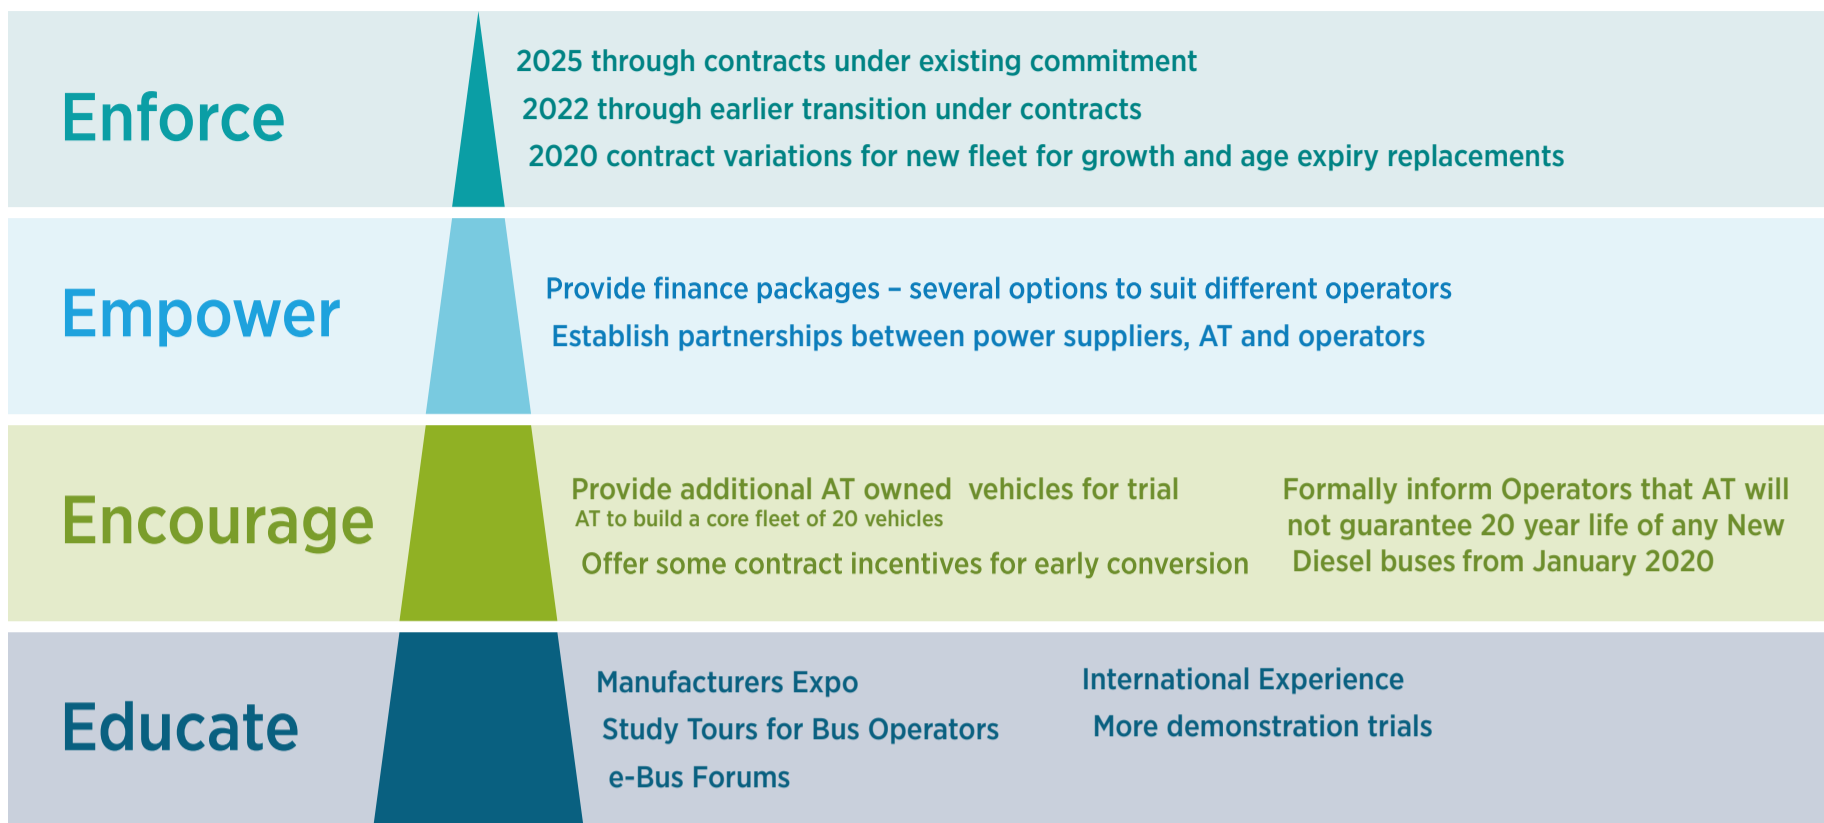 Enforce
2025 through contracts under existing commitment
2022 through earlier transition under contracts
2020 contract variations for new fleet for growth and age expiry replacements
Empower
Provide finance packages – several options to suit different operators
Establish partnerships between power suppliers, AT and operators
Encourage
Provide additional AT owned vehicles for trial
AT to build a core fleet of 20 vehicles
Offer some contract incentives for early conversion
Formally inform Operators that AT will
not guarantee 20 year life of any New
Diesel buses from January 2020
Educate
Manufacturers Expo
Study Tours for Bus Operators
e-Bus Forums
International Experience
More demonstration trials